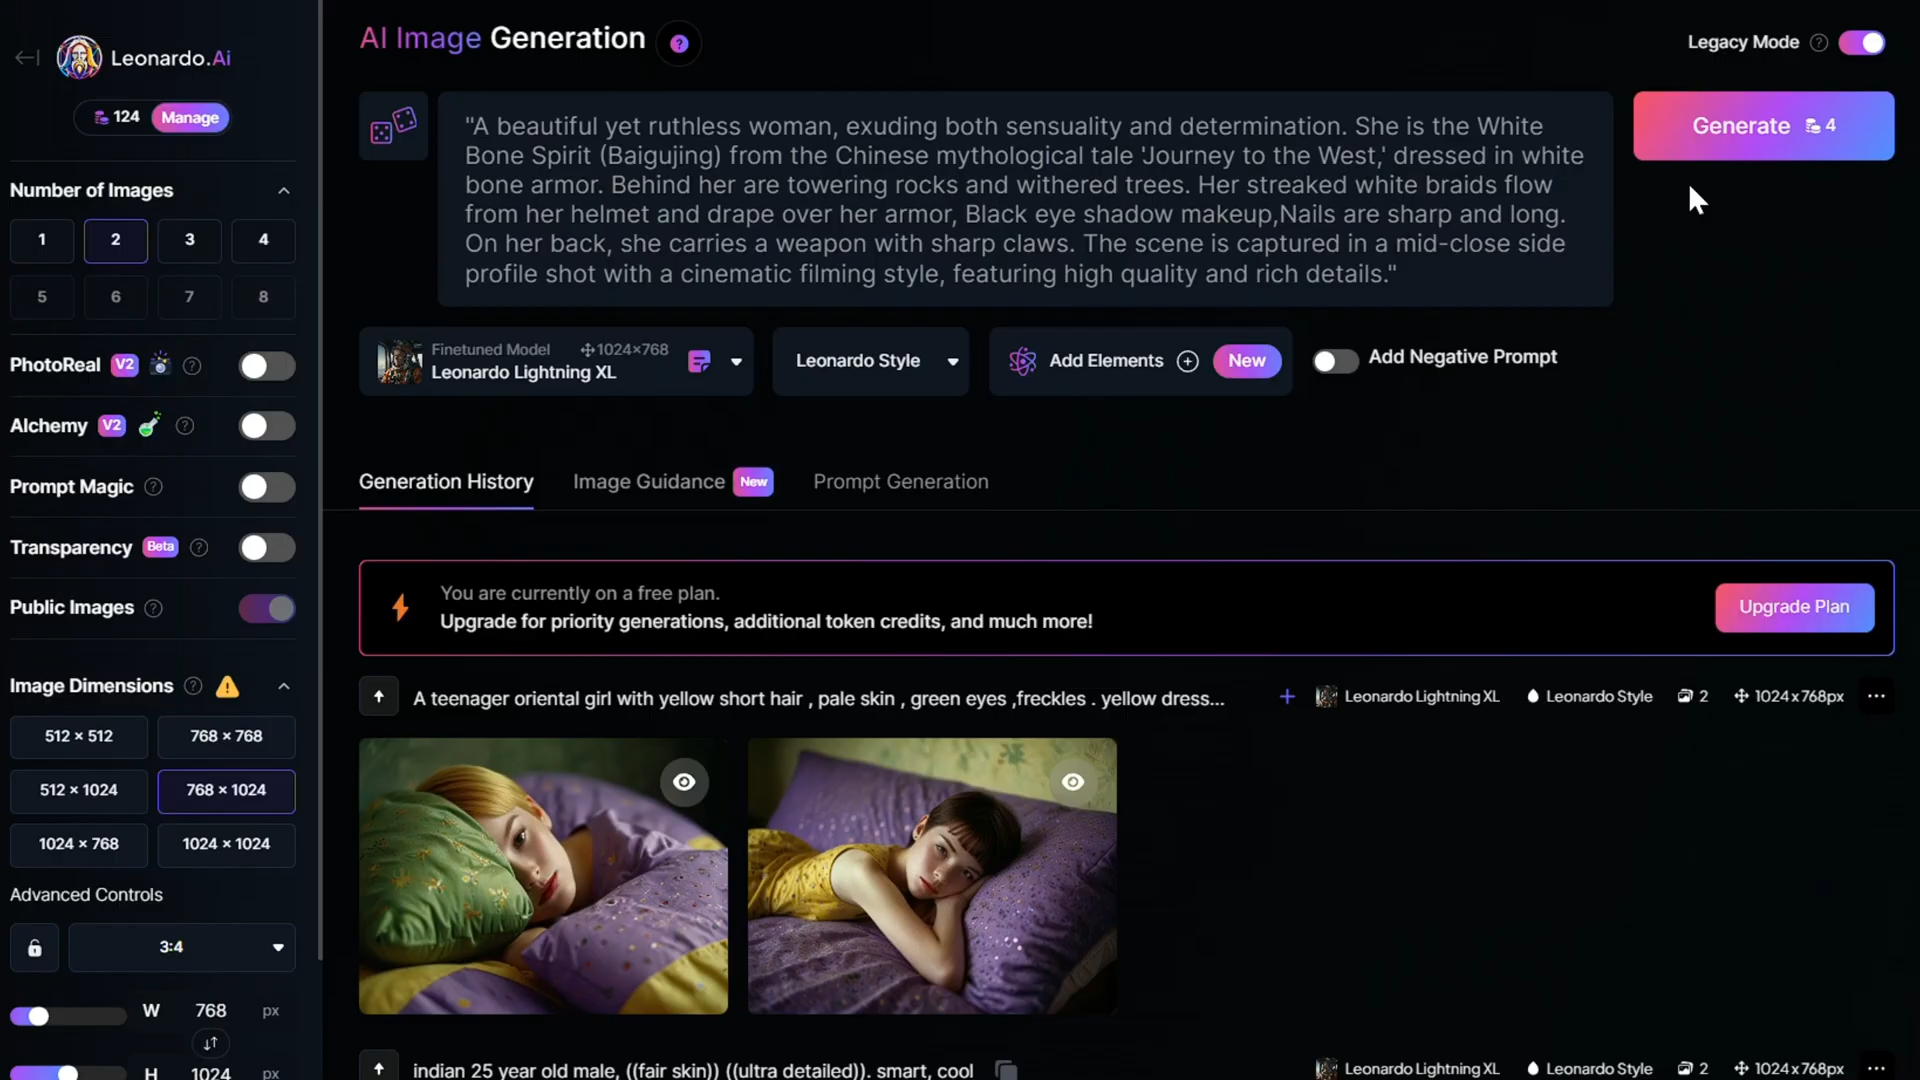 Leonardo.Ai
124 Manage
Number of Images
1 2 3 4
5 6 7 8
PhotoReal V2
Alchemy V2
Prompt Magic
Transparency Beta
Public Images
Image Dimensions
512 × 512 768 × 768
512 × 1024 768 × 1024
1024 × 768 1024 × 1024
Advanced Controls
3:4
W 768 px
H 1024 px
AI Image Generation ?
Legacy Mode
"A beautiful yet ruthless woman, exuding both sensuality and determination. She is the White
Bone Spirit (Baigujing) from the Chinese mythological tale 'Journey to the West,' dressed in white
bone armor. Behind her are towering rocks and withered trees. Her streaked white braids flow
from her helmet and drape over her armor, Black eye shadow makeup,Nails are sharp and long.
On her back, she carries a weapon with sharp claws. The scene is captured in a mid-close side
profile shot with a cinematic filming style, featuring high quality and rich details."
Generate 4
Finetuned Model 1024×768
Leonardo Lightning XL
Leonardo Style
Add Elements New
Add Negative Prompt
Generation History Image Guidance New Prompt Generation
You are currently on a free plan.
Upgrade for priority generations, additional token credits, and much more!
Upgrade Plan
A teenager oriental girl with yellow short hair , pale skin , green eyes ,freckles . yellow dress...
Leonardo Lightning XL Leonardo Style 2 1024x768px
indian 25 year old male, ((fair skin)) ((ultra detailed)). smart, cool
Leonardo Lightning XL Leonardo Style 2 1024x768px